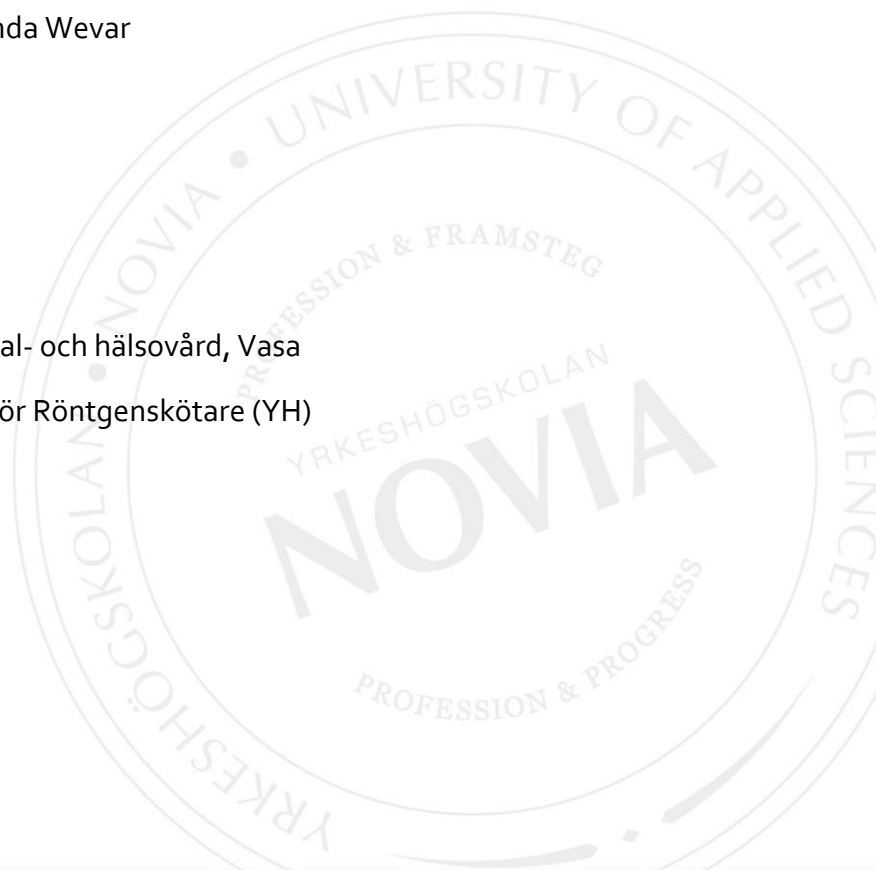 nda Wevar
al- och hälsovård, Vasa
ör Röntgenskötare (YH)
YRKESHÖGSKOLAN • NOVIA • UNIVERSITY OF APPLIED SCIENCES
PROFESSION & FRAMSTEG
YRKESHÖGSKOLAN
NOVIA
PROFESSION & PROGRESS